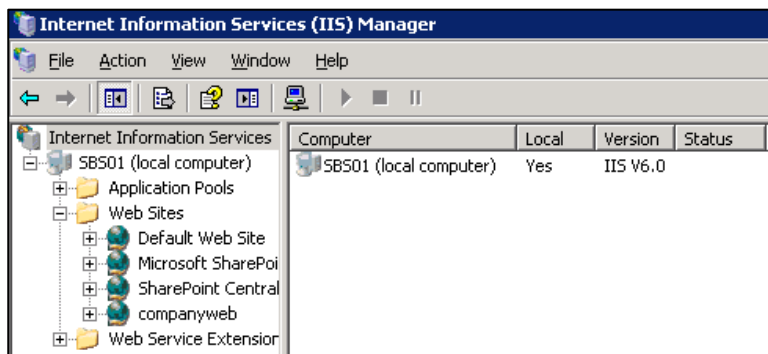 Internet Information Services (IIS) Manager
File Action View Window Help
Internet Information Services
SBS01 (local computer)
Application Pools
Web Sites
Default Web Site
Microsoft SharePoi
SharePoint Central
companyweb
Web Service Extension
Computer Local Version Status
SBS01 (local computer) Yes IIS V6.0